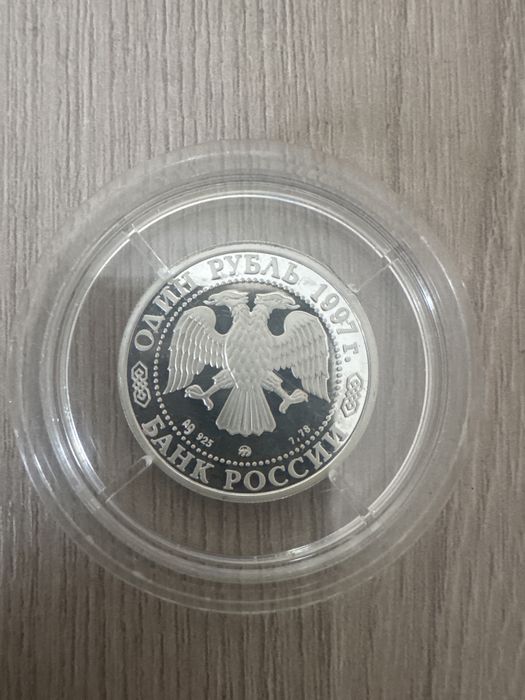 ОДИН РУБЛЬ 1997 г.
Ag 925
7,78
БАНК РОССИИ